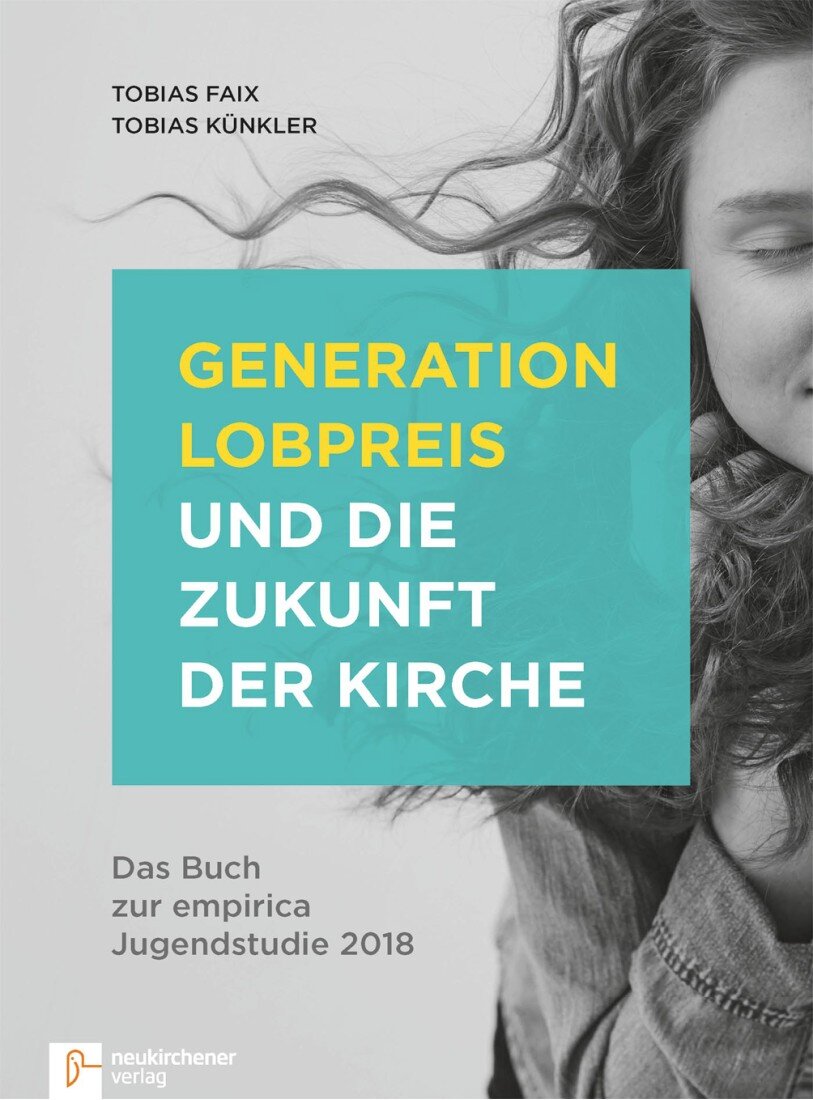 TOBIAS FAIX
TOBIAS KÜNKLER
GENERATION
LOBPREIS
UND DIE
ZUKUNFT
DER KIRCHE
Das Buch
zur empirica
Jugendstudie 2018
neukirchener
verlag